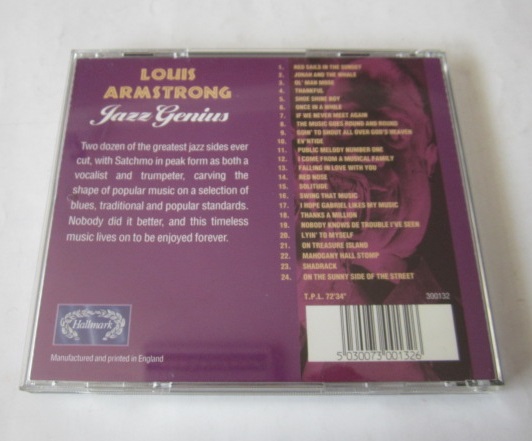 LOUIS
ARMSTRONG
Jazz Genius
Two dozen of the greatest jazz sides ever
cut, with Satchmo in peak form as both a
vocalist and trumpeter, carving the
shape of popular music on a selection of
blues, traditional and popular standards.
Nobody did it better, and this timeless
music lives on to be enjoyed forever.
Hallmark
Manufactured and printed in England
1. RED SAILS IN THE SUNSET
2. JONAH AND THE WHALE
3. OL' MAN MOSE
4. THANKFUL
5. SHOE SHINE BOY
6. ONCE IN A WHILE
7. IF WE NEVER MEET AGAIN
8. THE MUSIC GOES ROUND AND ROUND
9. GOIN' TO SHOUT ALL OVER GOD'S HEAVEN
10. EV'NTIDE
11. PUBLIC MELODY NUMBER ONE
12. I COME FROM A MUSICAL FAMILY
13. FALLING IN LOVE WITH YOU
14. RED NOSE
15. SOLITUDE
16. SWING THAT MUSIC
17. I HOPE GABRIEL LIKES MY MUSIC
18. THANKS A MILLION
19. NOBODY KNOWS DE TROUBLE I'VE SEEN
20. LYIN' TO MYSELF
21. ON TREASURE ISLAND
22. MAHOGANY HALL STOMP
23. SHADRACK
24. ON THE SUNNY SIDE OF THE STREET
T.P.L. 72'34"
390132
5 030073 001326